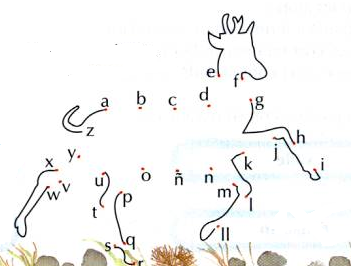 e f
a b c d g
z h
j
y k
x u o ñ n i
w v p m l
t
ll
s q
r